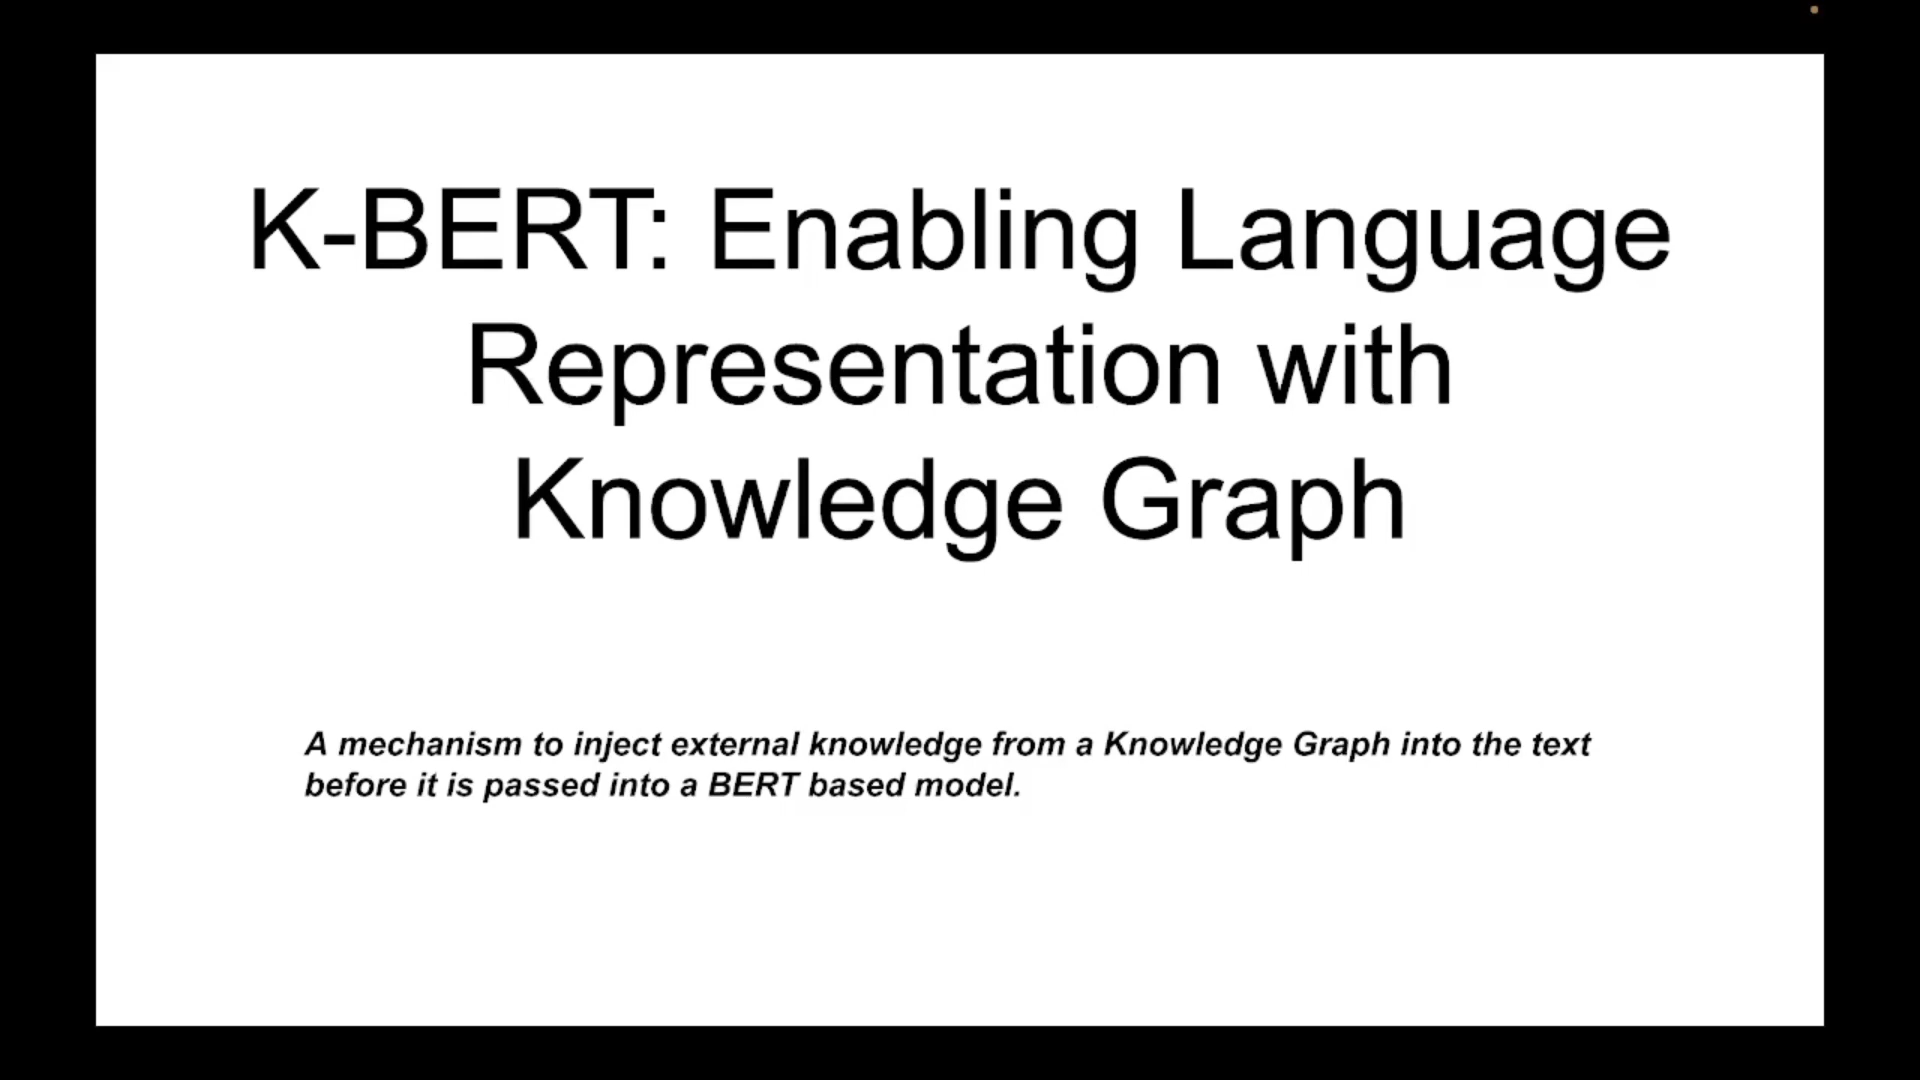 K-BERT: Enabling Language
Representation with
Knowledge Graph
A mechanism to inject external knowledge from a Knowledge Graph into the text
before it is passed into a BERT based model.